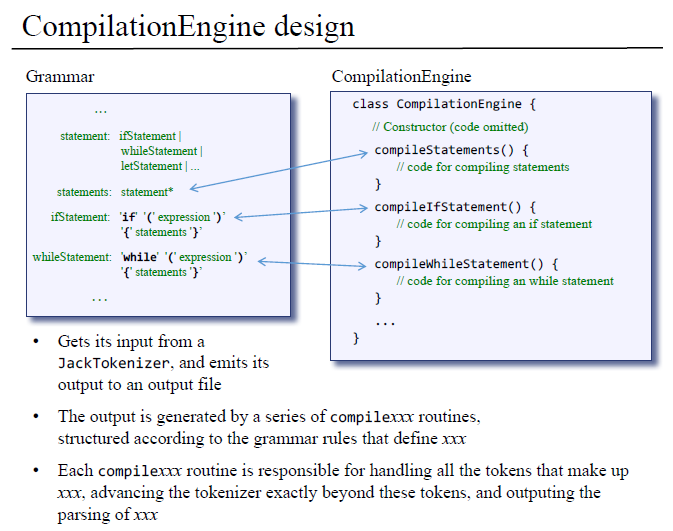 CompilationEngine design
Grammar
...
statement: ifStatement |
whileStatement |
letStatement | ...
statements: statement*
ifStatement: 'if' '(' expression ')'
'{' statements '}'
whileStatement: 'while' '(' expression ')'
'{' statements '}'
...
CompilationEngine
class CompilationEngine {
// Constructor (code omitted)
compileStatements() {
// code for compiling statements
}
compileIfStatement() {
// code for compiling an if statement
}
compileWhileStatement() {
// code for compiling an while statement
}
...
}
• Gets its input from a
JackTokenizer, and emits its
output to an output file
• The output is generated by a series of compilexxx routines,
structured according to the grammar rules that define xxx
• Each compilexxx routine is responsible for handling all the tokens that make up
xxx, advancing the tokenizer exactly beyond these tokens, and outputing the
parsing of xxx